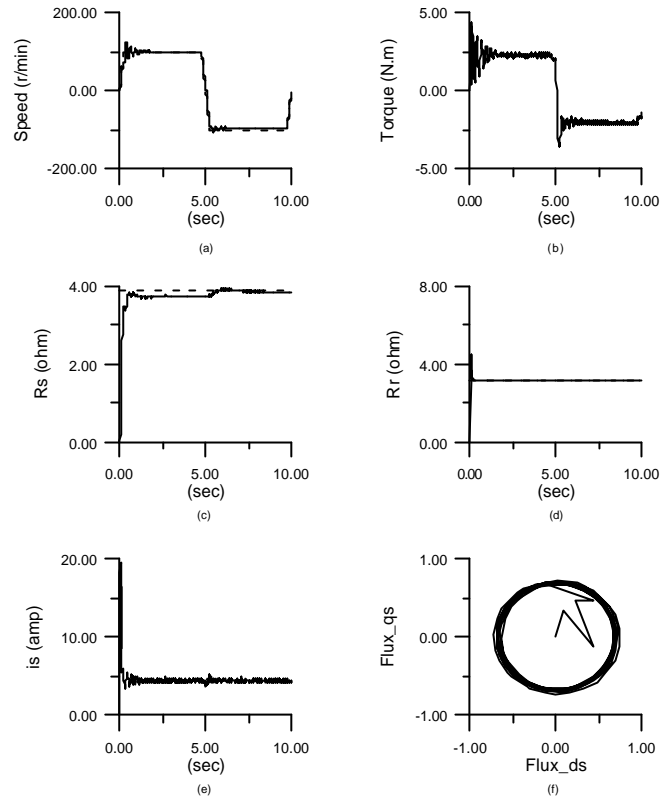 200.00
0.00
-200.00
Speed (r/min)
0.00 5.00 10.00
(sec)
(a)
5.00
0.00
-5.00
Torque (N.m)
0.00 5.00 10.00
(sec)
(b)
4.00
2.00
0.00
Rs (ohm)
0.00 5.00 10.00
(sec)
(c)
8.00
4.00
0.00
Rr (ohm)
0.00 5.00 10.00
(sec)
(d)
20.00
10.00
0.00
is (amp)
0.00 5.00 10.00
(sec)
(e)
1.00
0.00
-1.00
Flux_qs
-1.00 0.00 1.00
Flux_ds
(f)